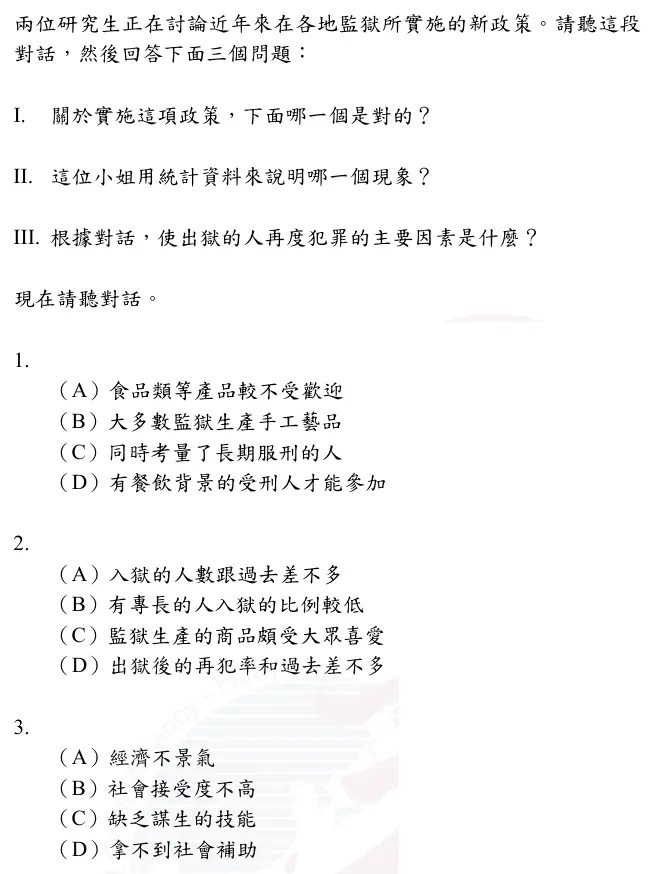 兩位研究生正在討論近年來在各地監獄所實施的新政策。請聽這段
對話，然後回答下面三個問題：
I. 關於實施這項政策，下面哪一個是對的？
II. 這位小姐用統計資料來說明哪一個現象？
III. 根據對話，使出獄的人再度犯罪的主要因素是什麼？
現在請聽對話。
1.
（A）食品類等產品較不受歡迎
（B）大多數監獄生產手工藝品
（C）同時考量了長期服刑的人
（D）有餐飲背景的受刑人才能參加
2.
（A）入獄的人數跟過去差不多
（B）有專長的人入獄的比例較低
（C）監獄生產的商品頗受大眾喜愛
（D）出獄後的再犯率和過去差不多
3.
（A）經濟不景氣
（B）社會接受度不高
（C）缺乏謀生的技能
（D）拿不到社會補助